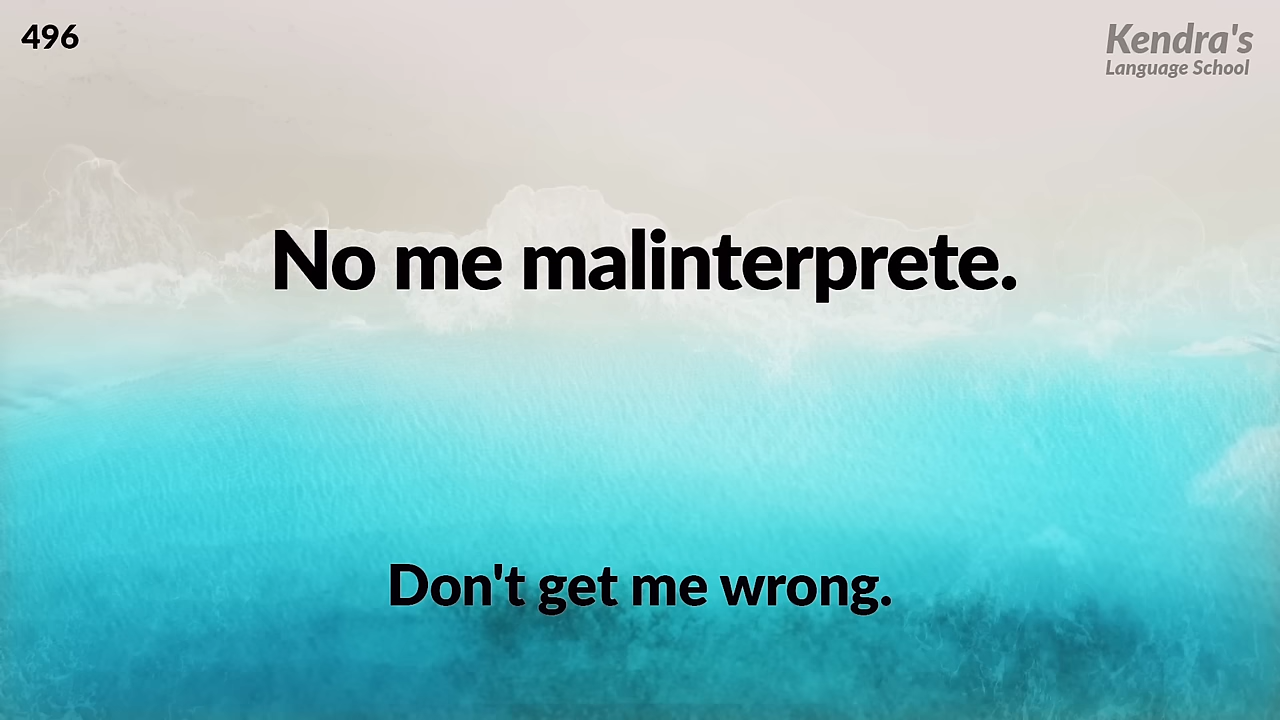 496
Kendra's
Language School
No me malinterprete.
Don't get me wrong.